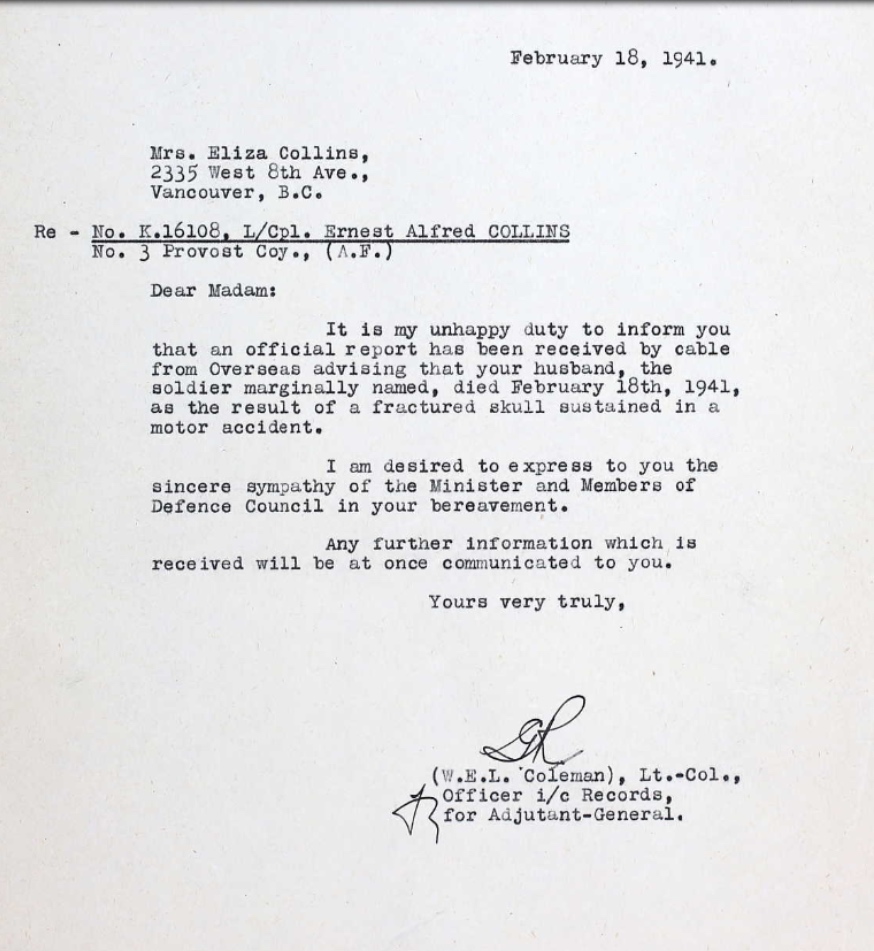 February 18, 1941.
Mrs. Eliza Collins,
2335 West 8th Ave.,
Vancouver, B.C.
Re - No. K.16108, L/Cpl. Ernest Alfred COLLINS
No. 3 Provost Coy., (A.F.)
Dear Madam:
It is my unhappy duty to inform you
that an official report has been received by cable
from Overseas advising that your husband, the
soldier marginally named, died February 18th, 1941,
as the result of a fractured skull sustained in a
motor accident.
I am desired to express to you the
sincere sympathy of the Minister and Members of
Defence Council in your bereavement.
Any further information which is
received will be at once communicated to you.
Yours very truly,
(W.E.L. Coleman), Lt.-Col.,
Officer i/c Records,
for Adjutant-General.